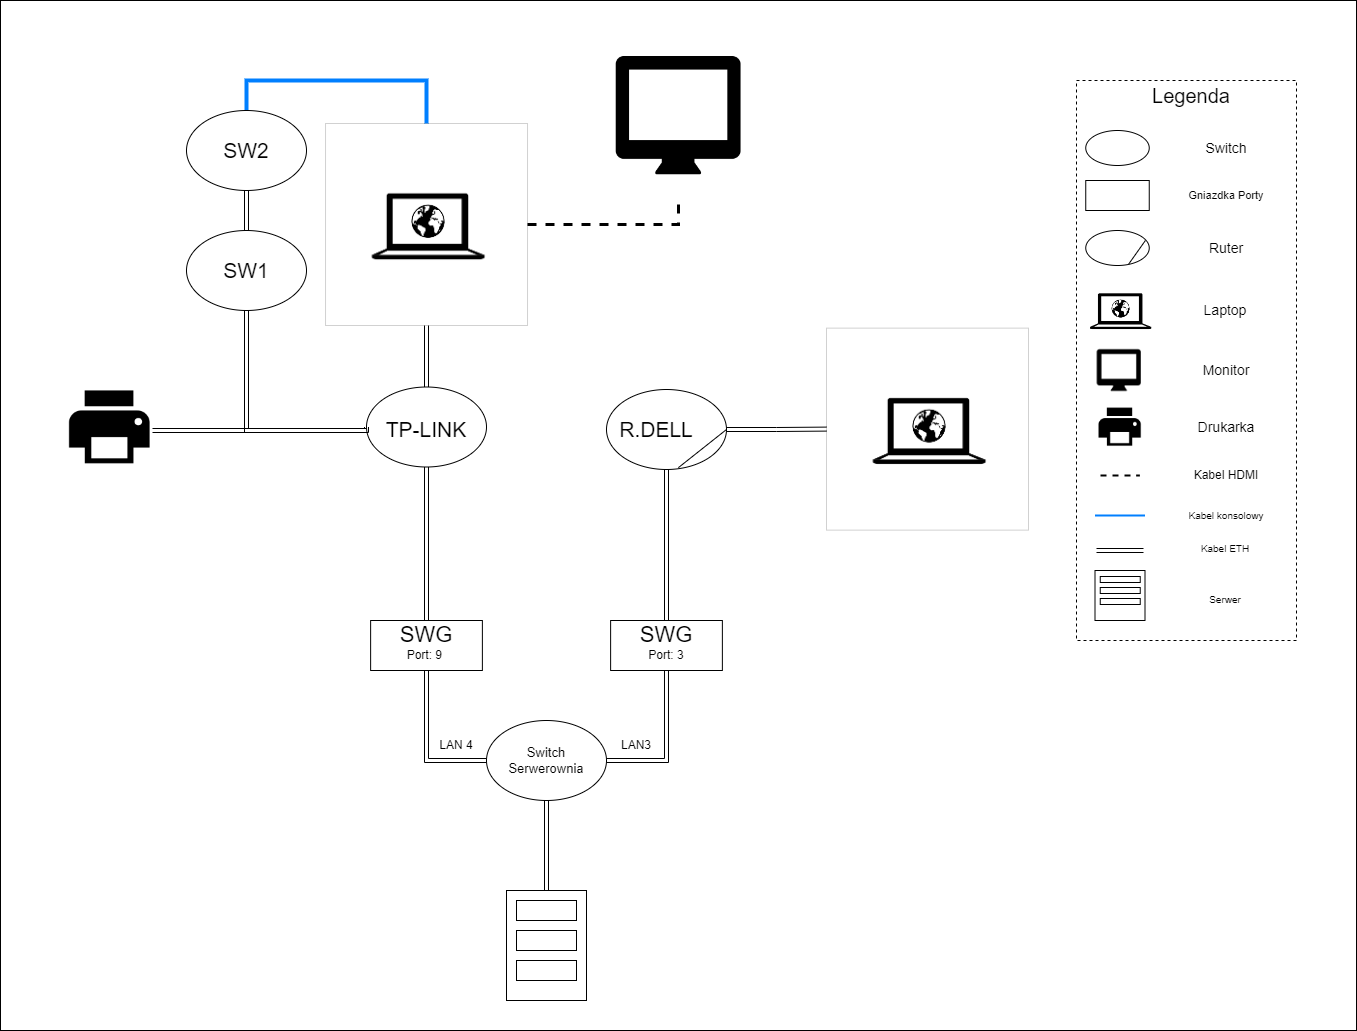 SW2
SW1
TP-LINK
R.DELL
SWG
Port: 9
SWG
Port: 3
LAN 4
LAN3
Switch
Serwerownia
Legenda
Switch
Gniazdka Porty
Ruter
Laptop
Monitor
Drukarka
Kabel HDMI
Kabel konsolowy
Kabel ETH
Serwer